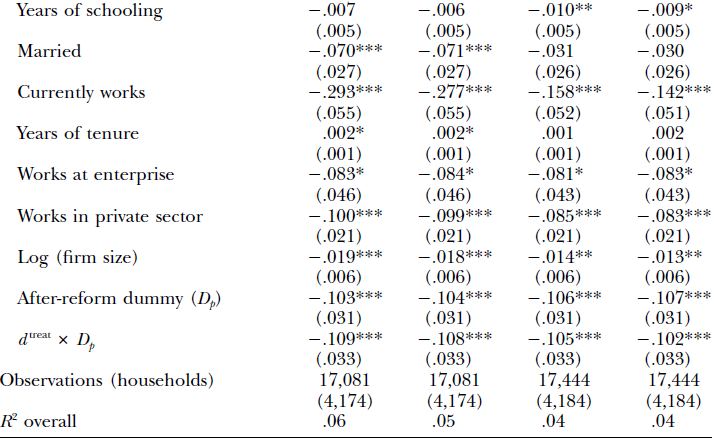 Years of schooling −.007 −.006 −.010** −.009*
(.005) (.005) (.005) (.005)
Married −.070*** −.071*** −.031 −.030
(.027) (.027) (.026) (.026)
Currently works −.293*** −.277*** −.158*** −.142***
(.055) (.055) (.052) (.051)
Years of tenure .002* .002* .001 .002
(.001) (.001) (.001) (.001)
Works at enterprise −.083* −.084* −.081* −.083*
(.046) (.046) (.043) (.043)
Works in private sector −.100*** −.099*** −.085*** −.083***
(.021) (.021) (.021) (.021)
Log (firm size) −.019*** −.018*** −.014** −.013**
(.006) (.006) (.006) (.006)
After-reform dummy (Dp) −.103*** −.104*** −.106*** −.107***
(.031) (.031) (.031) (.031)
dtreat × Dp −.109*** −.108*** −.105*** −.102***
(.033) (.033) (.033) (.033)
Observations (households) 17,081 17,081 17,444 17,444
(4,174) (4,174) (4,184) (4,184)
R² overall .06 .05 .04 .04